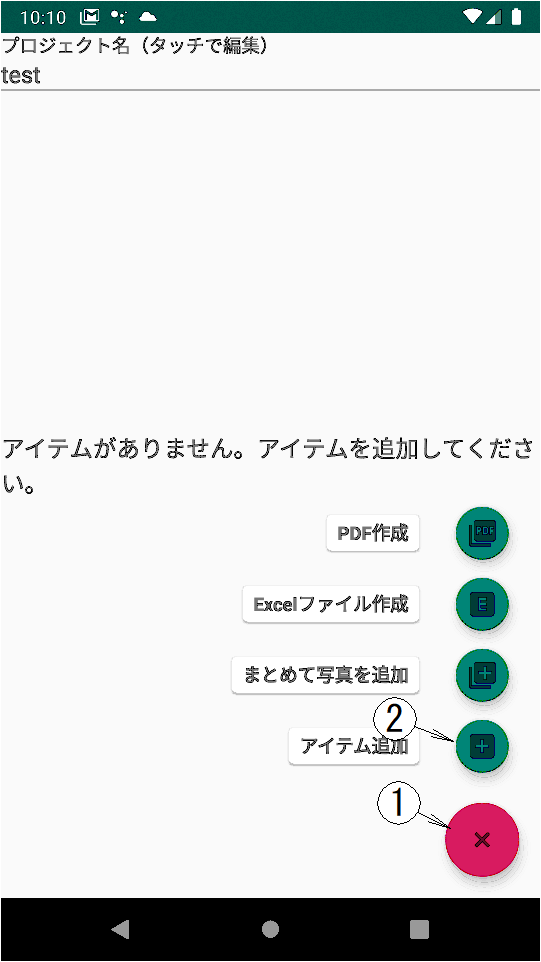 10:10
プロジェクト名（タッチで編集）
test
アイテムがありません。アイテムを追加してくださ
い。
PDF作成
PDF
Excelファイル作成
E
まとめて写真を追加
②
アイテム追加
①